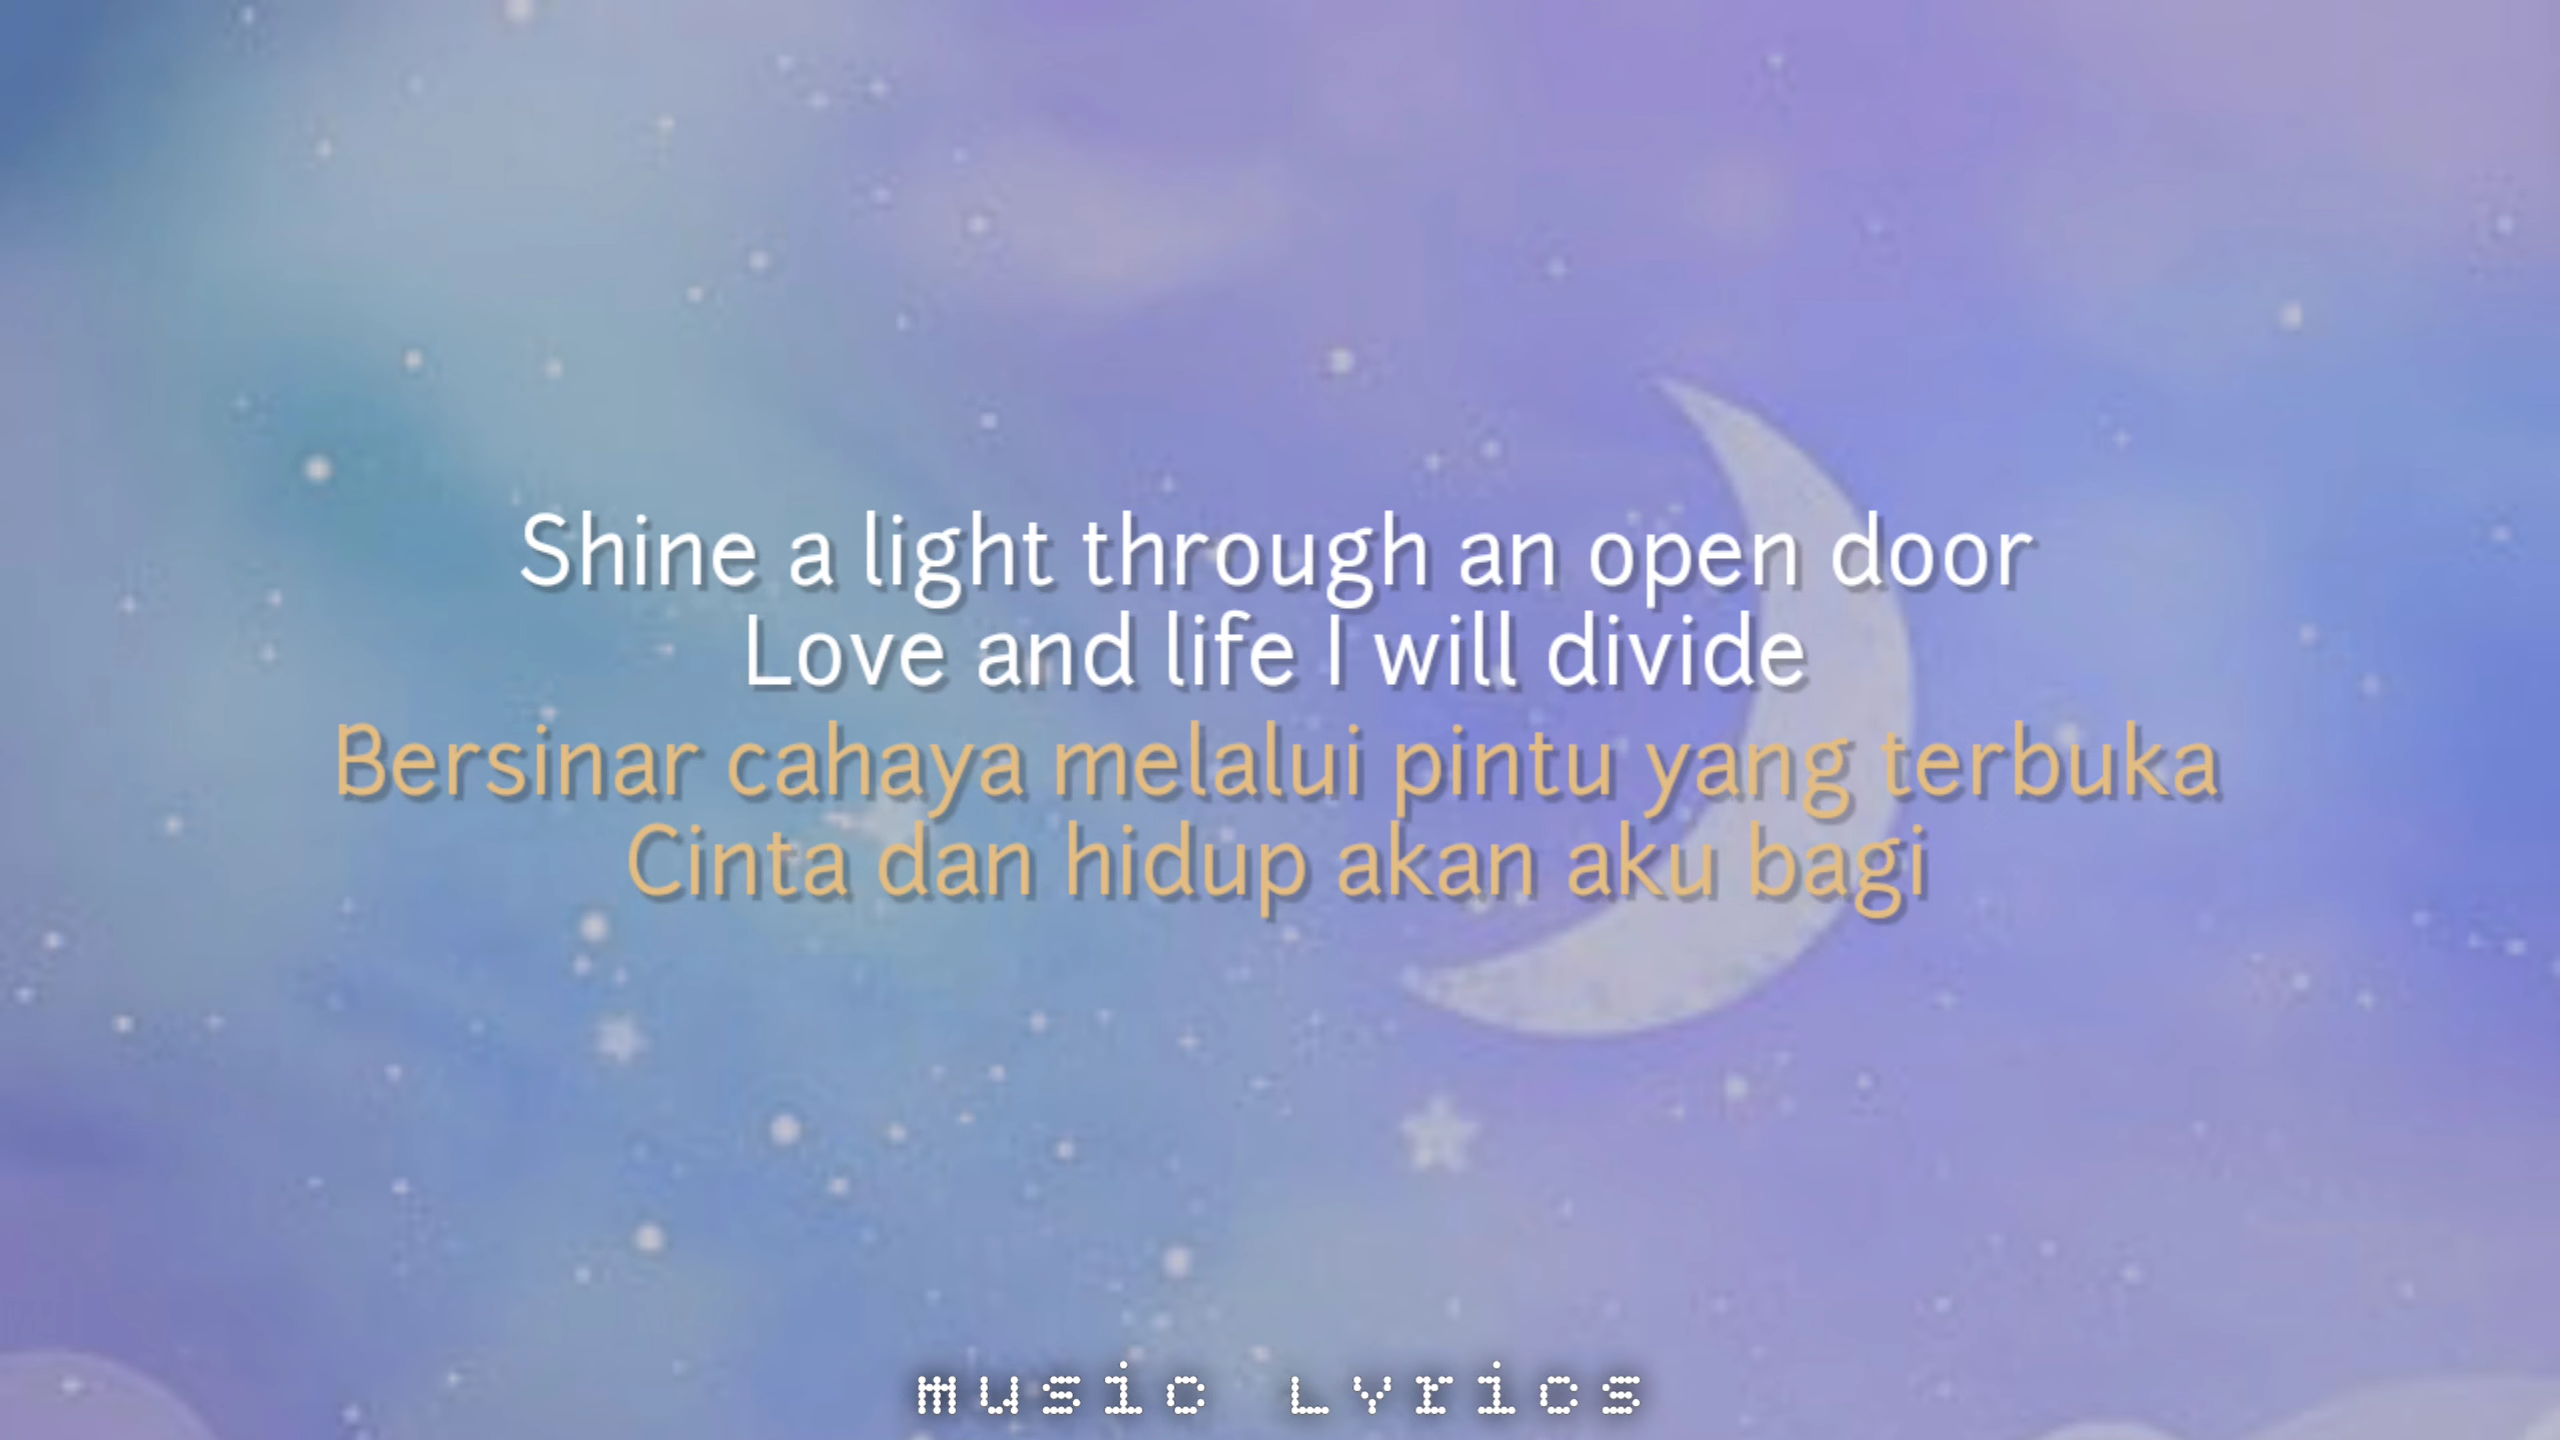 Shine a light through an open door
Love and life I will divide
Bersinar cahaya melalui pintu yang terbuka
Cinta dan hidup akan aku bagi
music Lyrics